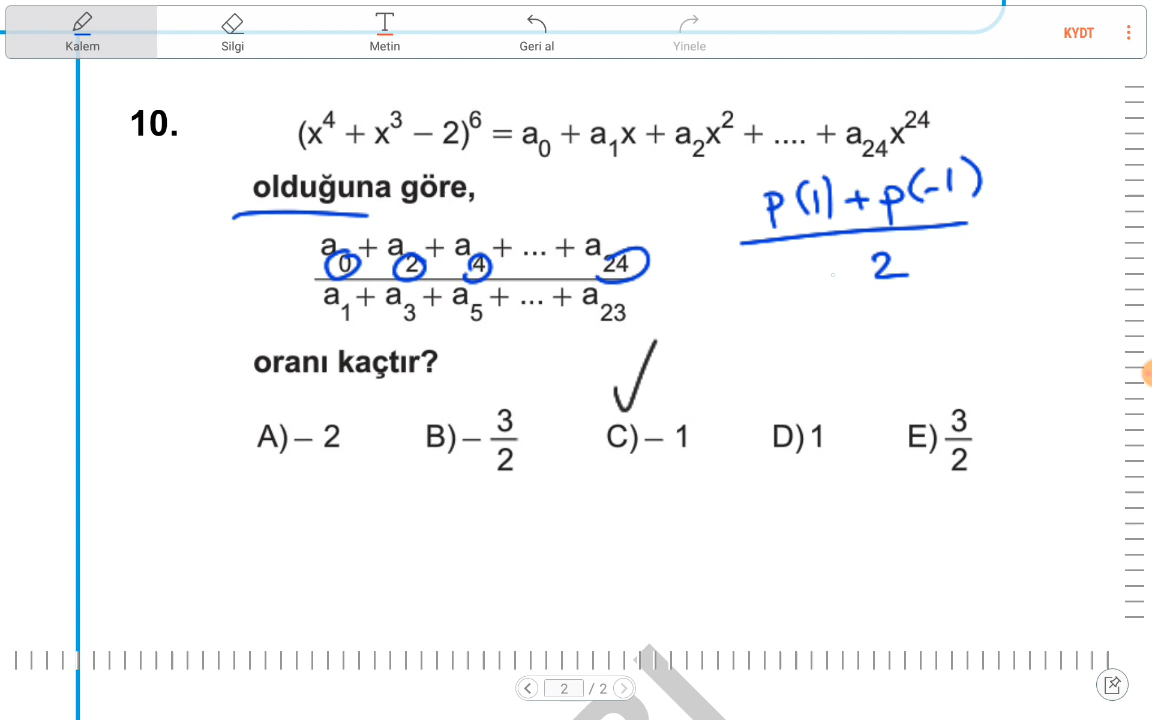 Kalem Silgi Metin Geri al Yinele KYDT
10. (x⁴ + x³ − 2)⁶ = a₀ + a₁x + a₂x² + .... + a₂₄x²⁴
olduğuna göre,
p(1) + p(-1)
2
a₀ + a₂ + a₄ + ... + a₂₄
a₁ + a₃ + a₅ + ... + a₂₃
oranı kaçtır?
A) – 2 B) – 3/2 C) – 1 D) 1 E) 3/2
2 / 2